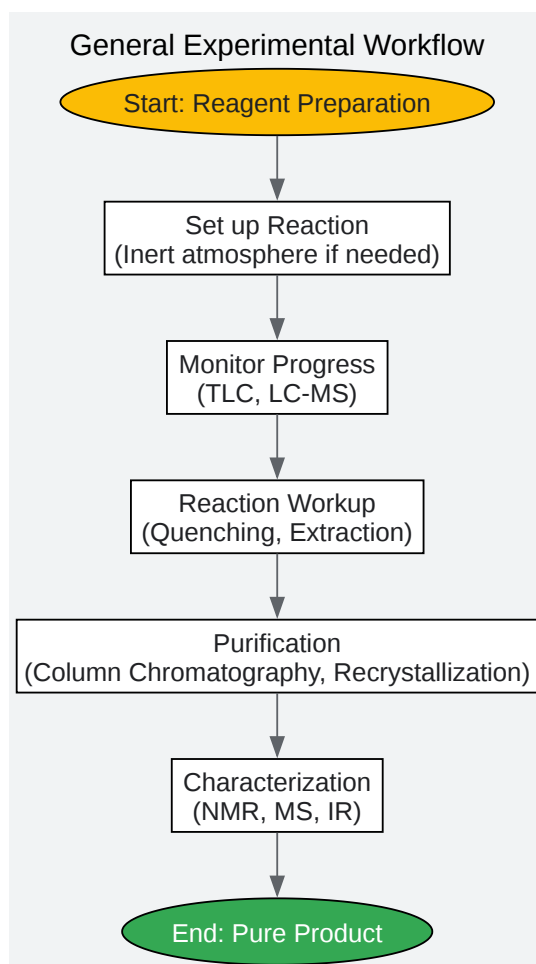 General Experimental Workflow
Start: Reagent Preparation
Set up Reaction
(Inert atmosphere if needed)
Monitor Progress
(TLC, LC-MS)
Reaction Workup
(Quenching, Extraction)
Purification
(Column Chromatography, Recrystallization)
Characterization
(NMR, MS, IR)
End: Pure Product